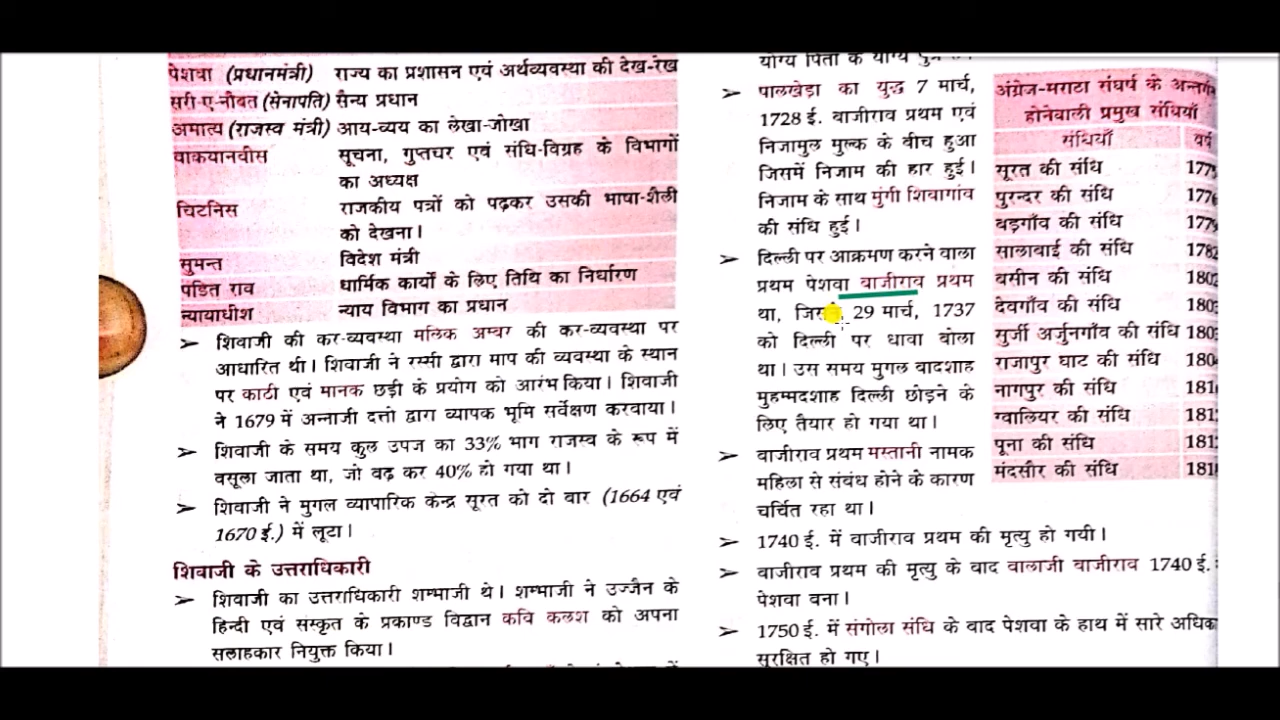 पेशवा (प्रधानमंत्री) राज्य का प्रशासन एवं अर्थव्यवस्था की देख-रेख
सरी-ए-नौबत (सेनापति) सैन्य प्रधान
अमात्य (राजस्व मंत्री) आय-व्यय का लेखा-जोखा
वाकयानवीस सूचना, गुप्तचर एवं संधि-विग्रह के विभागों
का अध्यक्ष
चिटनिस राजकीय पत्रों को पढ़कर उसकी भाषा-शैली
को देखना।
सुमन्त विदेश मंत्री
पंडित राव धार्मिक कार्यों के लिए तिथि का निर्धारण
न्यायाधीश न्याय विभाग का प्रधान
➢ शिवाजी की कर-व्यवस्था मलिक अम्बर की कर-व्यवस्था पर
आधारित थी। शिवाजी ने रस्सी द्वारा माप की व्यवस्था के स्थान
पर काठी एवं मानक छड़ी के प्रयोग को आरंभ किया। शिवाजी
ने 1679 में अन्नाजी दत्तो द्वारा व्यापक भूमि सर्वेक्षण करवाया।
➢ शिवाजी के समय कुल उपज का 33% भाग राजस्व के रूप में
वसूला जाता था, जो बढ़ कर 40% हो गया था।
➢ शिवाजी ने मुगल व्यापारिक केन्द्र सूरत को दो बार (1664 एवं
1670 ई.) में लूटा।
शिवाजी के उत्तराधिकारी
➢ शिवाजी का उत्तराधिकारी शम्भाजी थे। शम्भाजी ने उज्जैन के
हिन्दी एवं संस्कृत के प्रकाण्ड विद्वान कवि कलश को अपना
सलाहकार नियुक्त किया।
योग्य पिता के योग्य
➢ पालखेड़ा का युद्ध 7 मार्च,
1728 ई. बाजीराव प्रथम एवं
निजामुल मुल्क के बीच हुआ
जिसमें निजाम की हार हुई।
निजाम के साथ मुंगी शिवागांव
की संधि हुई।
➢ दिल्ली पर आक्रमण करने वाला
प्रथम पेशवा बाजीराव प्रथम
था, 29 मार्च, 1737
को दिल्ली पर धावा बोला
था। उस समय मुगल बादशाह
मुहम्मदशाह दिल्ली छोड़ने के
लिए तैयार हो गया था।
➢ बाजीराव प्रथम मस्तानी नामक
महिला से संबंध होने के कारण
चर्चित रहा था।
➢ 1740 ई. में बाजीराव प्रथम की मृत्यु हो गयी।
➢ बाजीराव प्रथम की मृत्यु के बाद बालाजी बाजीराव 1740 ई.
पेशवा बना।
➢ 1750 ई. में संगोला संधि के बाद पेशवा के हाथ में सारे
सुरक्षित हो गए।
अंग्रेज-मराठा संघर्ष के
होनेवाली प्रमुख संधियाँ
संधियाँ वर्ष
सूरत की संधि
पुरन्दर की संधि 1776
बड़गाँव की संधि 1779
सालाबाई की संधि 1782
बसीन की संधि 1802
देवगाँव की संधि
सुर्जी अर्जुनगाँव की संधि
राजापुर घाट की संधि
नागपुर की संधि
ग्वालियर की संधि
पूना की संधि
मंदसौर की संधि